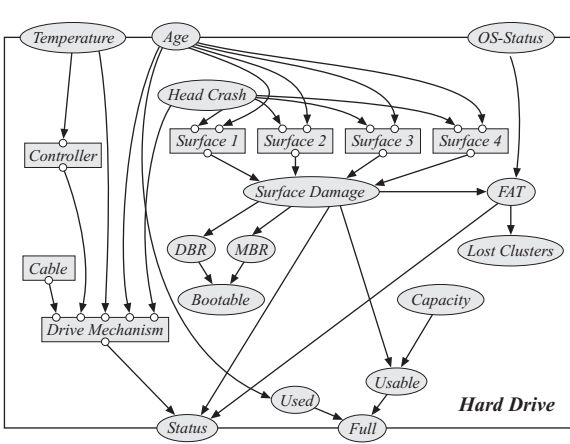 Temperature
Age
OS-Status
Head Crash
Surface 1
Surface 2
Surface 3
Surface 4
Controller
Surface Damage
FAT
DBR
MBR
Lost Clusters
Cable
Bootable
Capacity
Drive Mechanism
Usable
Used
Hard Drive
Status
Full